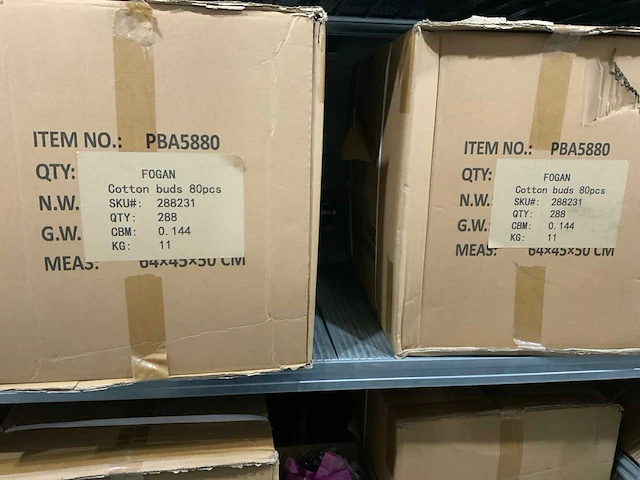 ITEM NO.: PBA5880
QTY:
N.W.
G.W.
MEAS: 64×45×50 CM
FOGAN
Cotton buds 80pcs
SKU#: 288231
QTY: 288
CBM: 0.144
KG: 11
ITEM NO.: PBA5880
QTY:
N.W.
G.W.
MEAS: 64×45×50 CM
FOGAN
Cotton buds 80pcs
SKU#: 288231
QTY: 288
CBM: 0.144
KG: 11